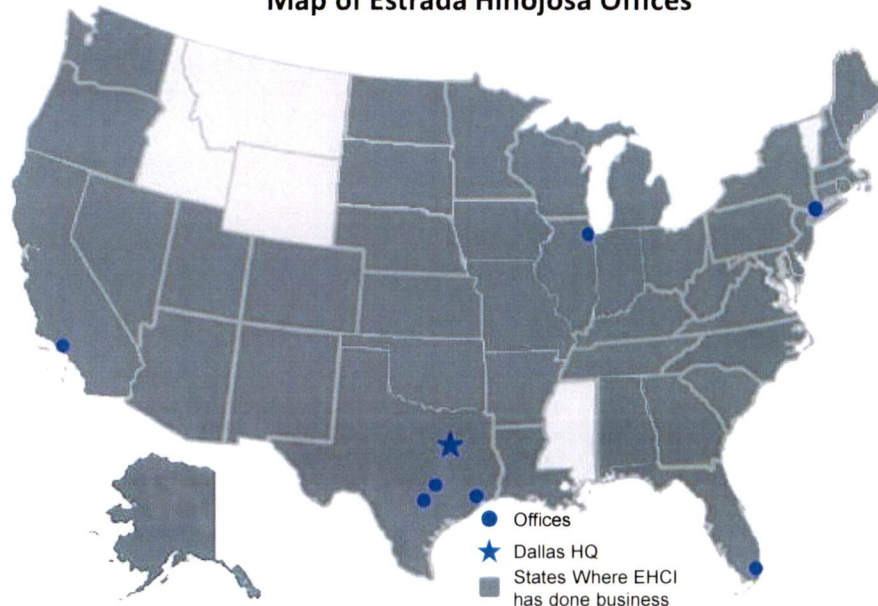 Map of Estrada Hinojosa Offices
Offices
Dallas HQ
States Where EHCI
has done business